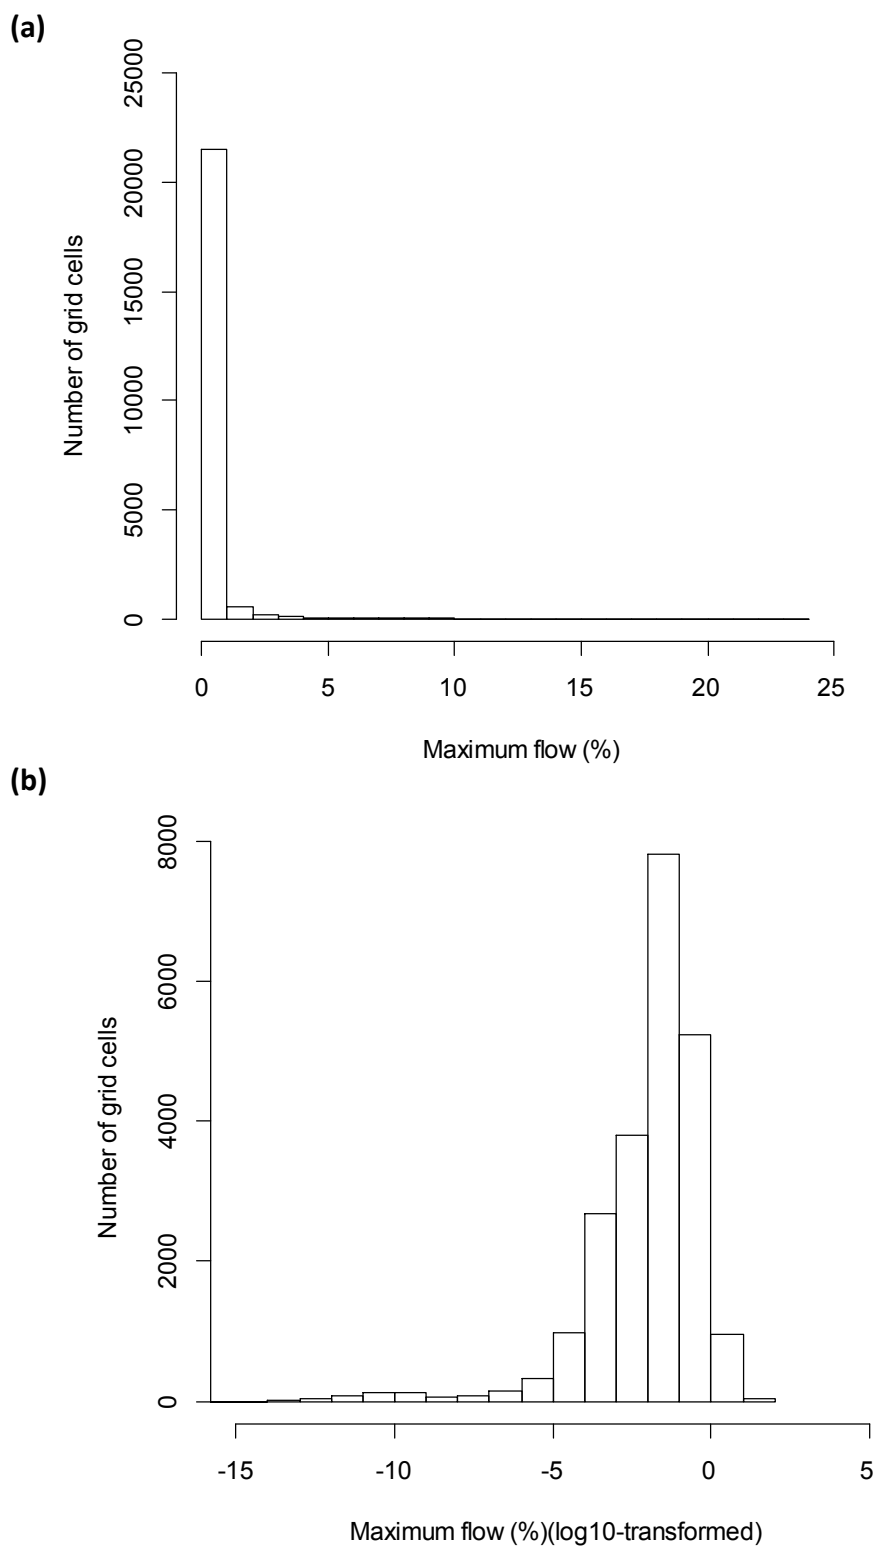 (a)
25000
20000
15000
10000
5000
0
Number of grid cells
0 5 10 15 20 25
Maximum flow (%)
(b)
8000
6000
4000
2000
0
Number of grid cells
-15 -10 -5 0 5
Maximum flow (%)(log10-transformed)